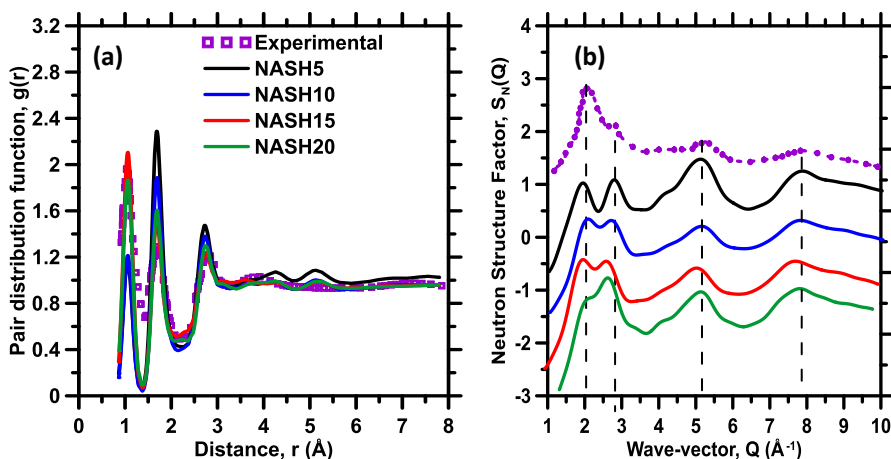 (a)
Experimental
NASH5
NASH10
NASH15
NASH20
Pair distribution function, g(r)
3.2
2.8
2.4
2.0
1.6
1.2
0.8
0.4
0
0 1 2 3 4 5 6 7 8
Distance, r (Å)
(b)
Neutron Structure Factor, S_N(Q)
4
3
2
1
0
-1
-2
-3
1 2 3 4 5 6 7 8 9 10
Wave-vector, Q (Å⁻¹)